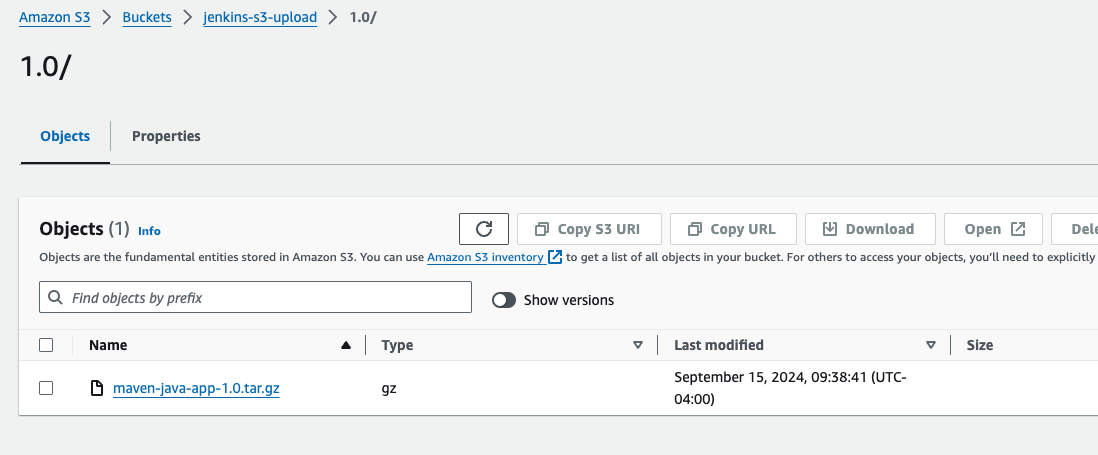 Amazon S3 > Buckets > jenkins-s3-upload > 1.0/
1.0/
Objects Properties
Objects (1) Info
Copy S3 URI Copy URL Download Open Dele
Objects are the fundamental entities stored in Amazon S3. You can use Amazon S3 inventory to get a list of all objects in your bucket. For others to access your objects, you'll need to explicitly
Find objects by prefix Show versions
Name Type Last modified Size
maven-java-app-1.0.tar.gz gz September 15, 2024, 09:38:41 (UTC-
04:00)